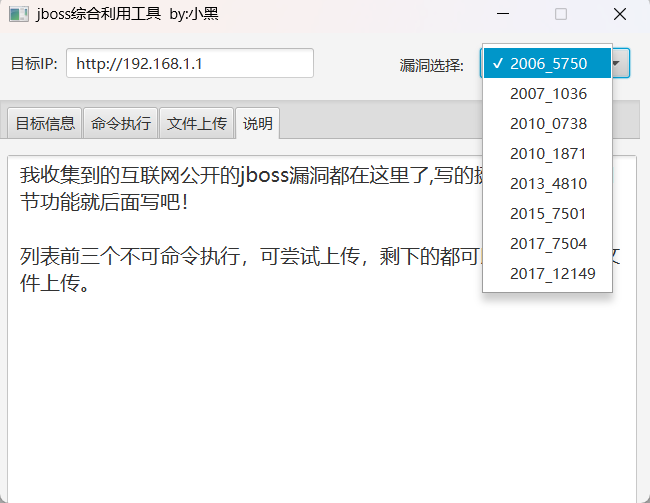 jboss综合利用工具 by:小黑
目标IP: http://192.168.1.1 漏洞选择: 2006_5750
2007_1036
2010_0738
2010_1871
2013_4810
2015_7501
2017_7504
2017_12149
目标信息 命令执行 文件上传 说明
我收集到的互联网公开的jboss漏洞都在这里了,写的
节功能就后面写吧!
列表前三个不可命令执行，可尝试上传，剩下的都可
件上传。